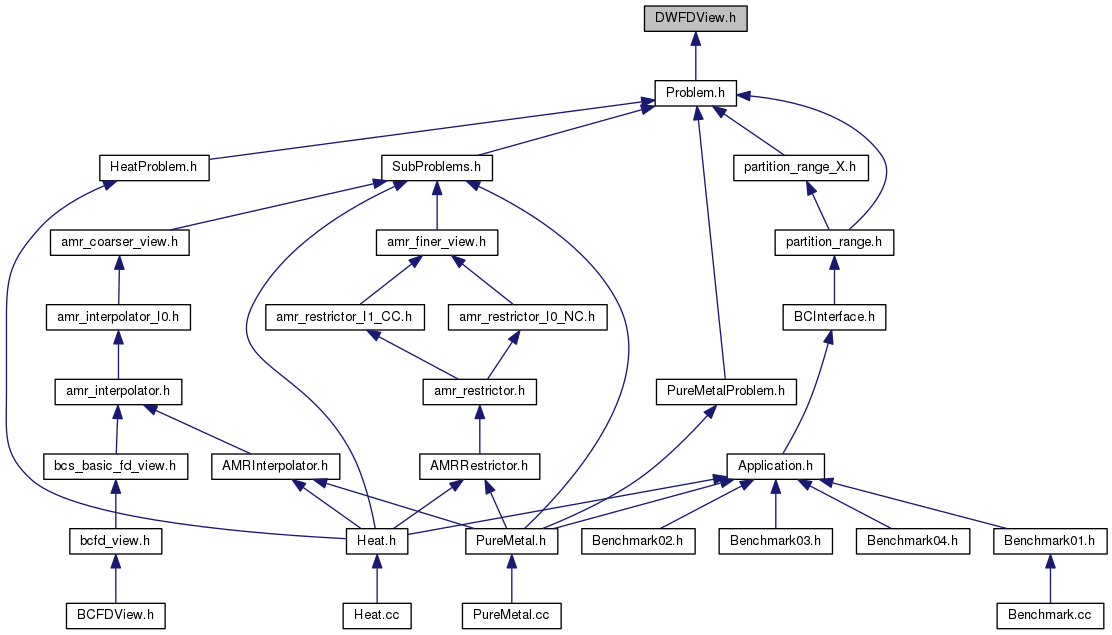 DWFDView.h
Problem.h
HeatProblem.h
SubProblems.h
partition_range_X.h
amr_coarser_view.h
amr_finer_view.h
partition_range.h
amr_interpolator_l0.h
amr_restrictor_l1_CC.h
amr_restrictor_l0_NC.h
BCInterface.h
amr_interpolator.h
amr_restrictor.h
PureMetalProblem.h
bcs_basic_fd_view.h
AMRInterpolator.h
AMRRestrictor.h
Application.h
bcfd_view.h
Heat.h
PureMetal.h
Benchmark02.h
Benchmark03.h
Benchmark04.h
Benchmark01.h
BCFDView.h
Heat.cc
PureMetal.cc
Benchmark.cc